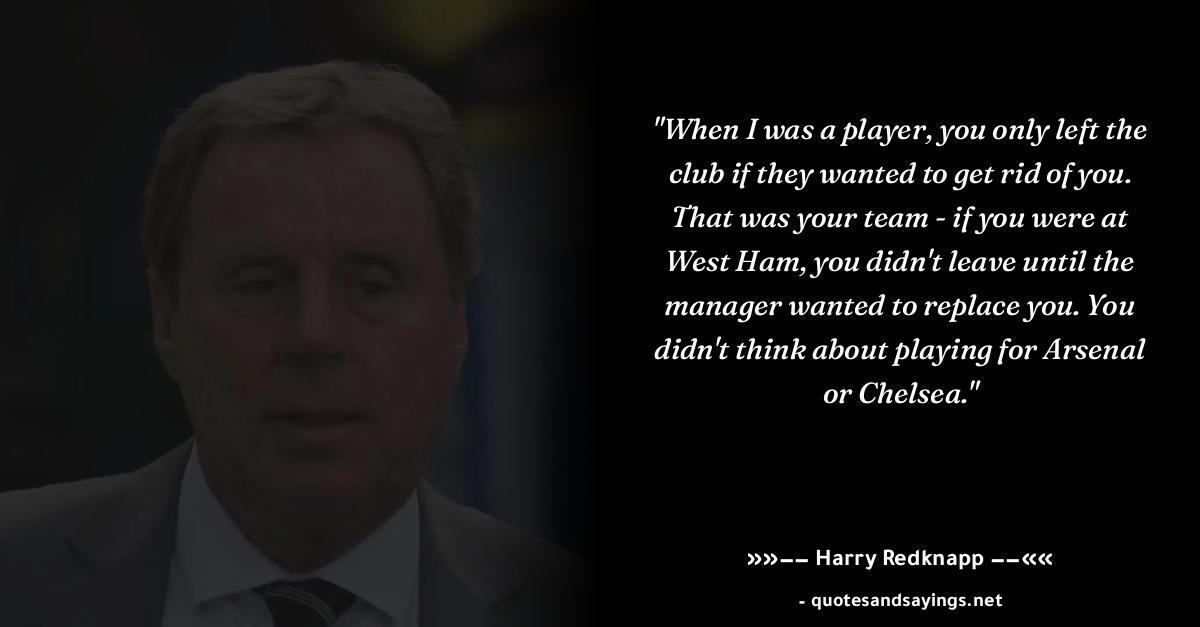 "When I was a player, you only left the
club if they wanted to get rid of you.
That was your team - if you were at
West Ham, you didn't leave until the
manager wanted to replace you. You
didn't think about playing for Arsenal
or Chelsea."
»»−− Harry Redknapp −−««
- quotesandsayings.net